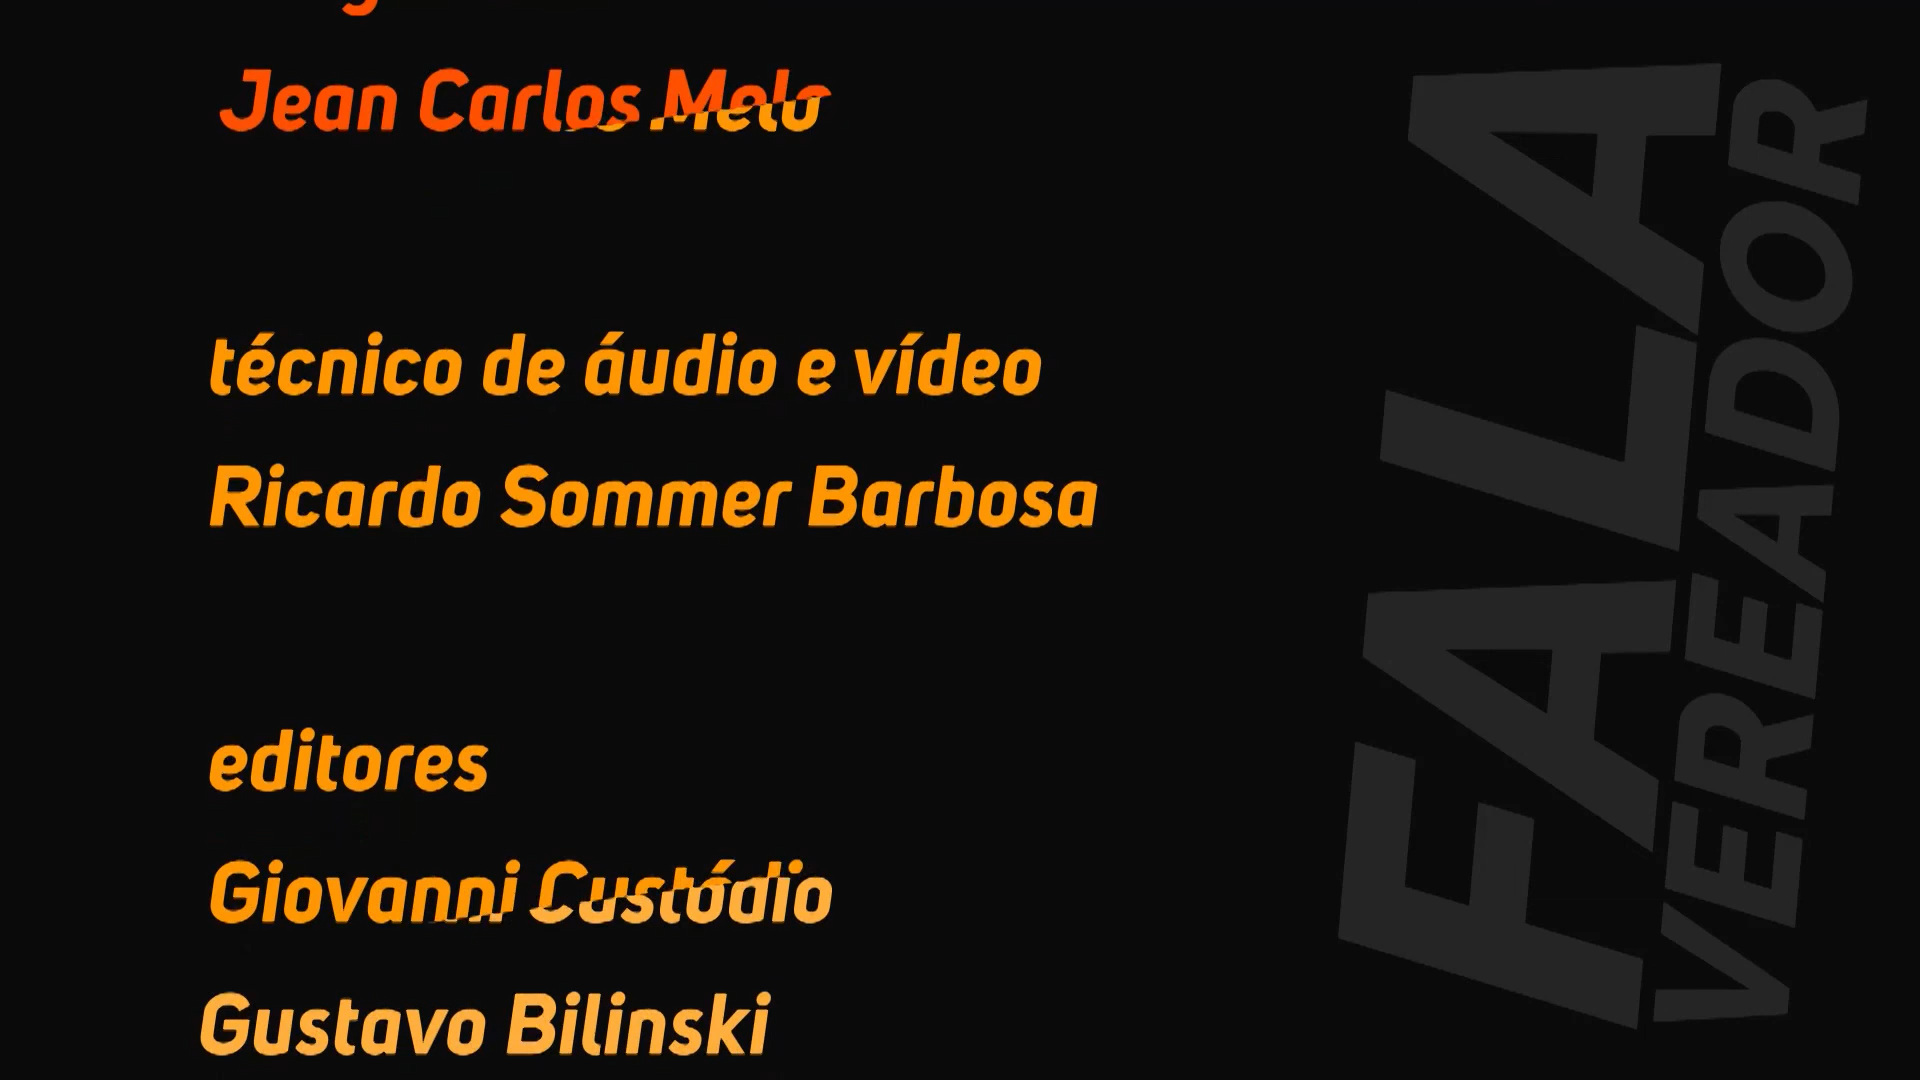 Jean Carlos Melo
técnico de áudio e vídeo
Ricardo Sommer Barbosa
editores
Giovanni Custódio
Gustavo Bilinski
FALA
VEREADOR